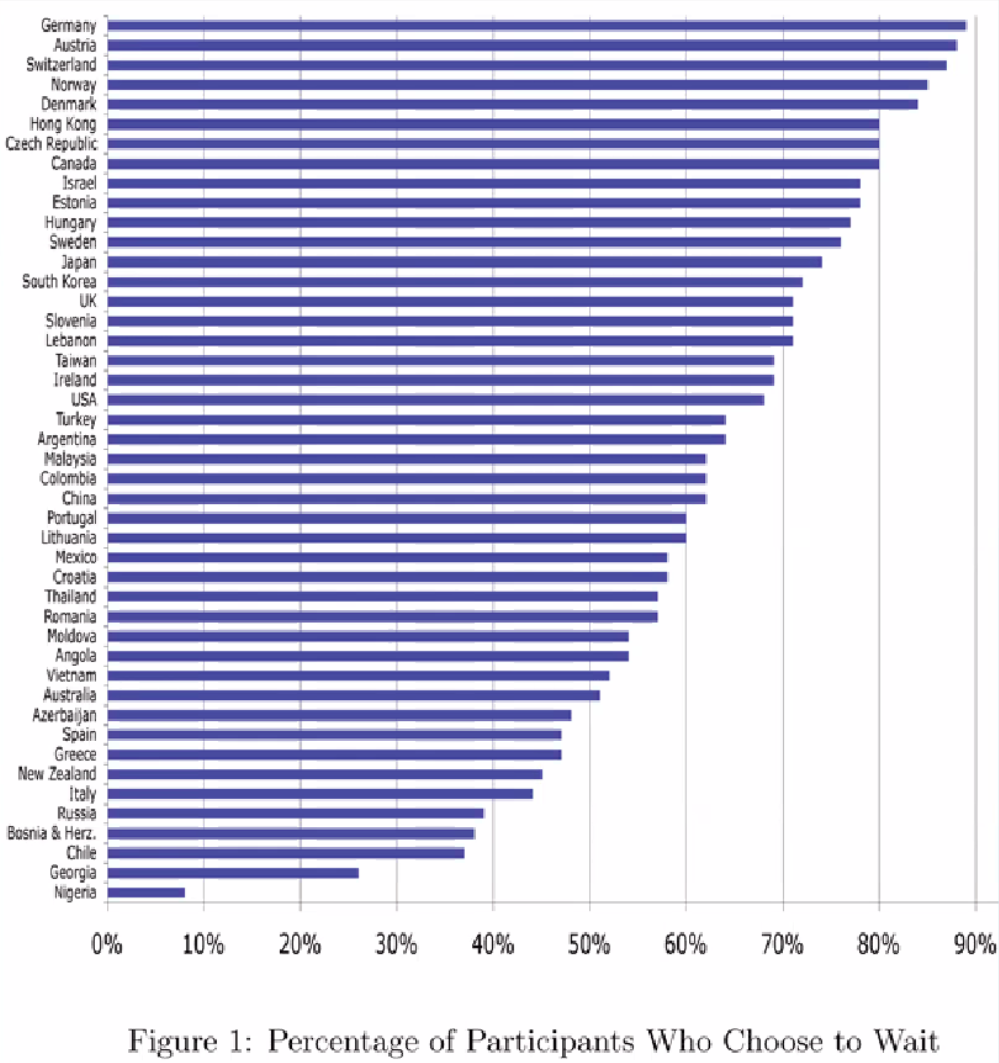 Germany
Austria
Switzerland
Norway
Denmark
Hong Kong
Czech Republic
Canada
Israel
Estonia
Hungary
Sweden
Japan
South Korea
UK
Slovenia
Lebanon
Taiwan
Ireland
USA
Turkey
Argentina
Malaysia
Colombia
China
Portugal
Lithuania
Mexico
Croatia
Thailand
Romania
Moldova
Angola
Vietnam
Australia
Azerbaijan
Spain
Greece
New Zealand
Italy
Russia
Bosnia & Herz.
Chile
Georgia
Nigeria
0% 10% 20% 30% 40% 50% 60% 70% 80% 90%
Figure 1: Percentage of Participants Who Choose to Wait